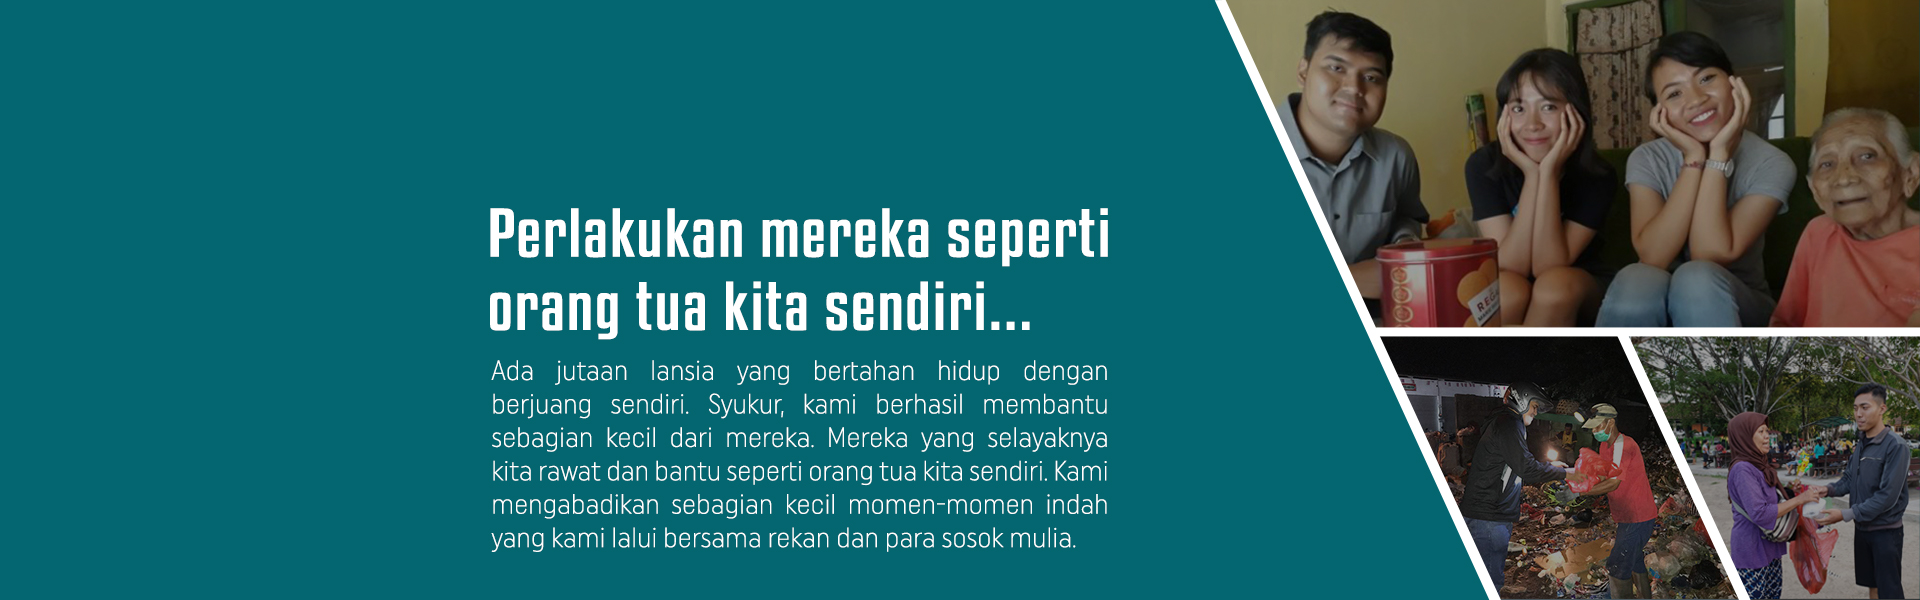 Perlakukan mereka seperti
orang tua kita sendiri...
Ada jutaan lansia yang bertahan hidup dengan
berjuang sendiri. Syukur, kami berhasil membantu
sebagian kecil dari mereka. Mereka yang selayaknya
kita rawat dan bantu seperti orang tua kita sendiri. Kami
mengabadikan sebagian kecil momen-momen indah
yang kami lalui bersama rekan dan para sosok mulia.